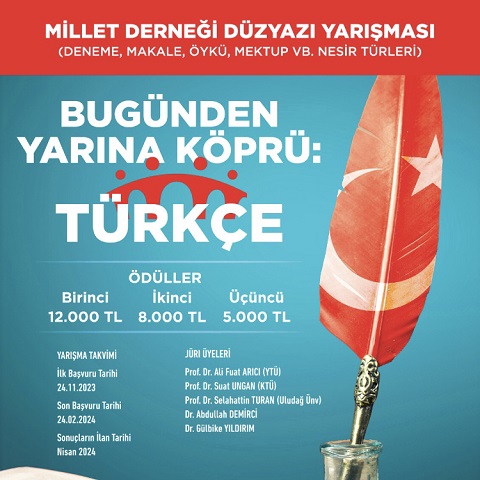 MİLLET DERNEĞİ DÜZYAZI YARIŞMASI
(DENEME, MAKALE, ÖYKÜ, MEKTUP VB. NESİR TÜRLERİ)
BUGÜNDEN
YARINA KÖPRÜ:
TÜRKÇE
ÖDÜLLER
Birinci İkinci Üçüncü
12.000 TL 8.000 TL 5.000 TL
YARIŞMA TAKVİMİ
İlk Başvuru Tarihi
24.11.2023
Son Başvuru Tarihi
24.02.2024
Sonuçların İlan Tarihi
Nisan 2024
JÜRI ÜYELERİ
Prof. Dr. Ali Fuat ARICI (YTÜ)
Prof. Dr. Suat UNGAN (KTÜ)
Prof. Dr. Selahattin TURAN (Uludağ Ünv)
Dr. Abdullah DEMİRCİ
Dr. Gülbike YILDIRIM